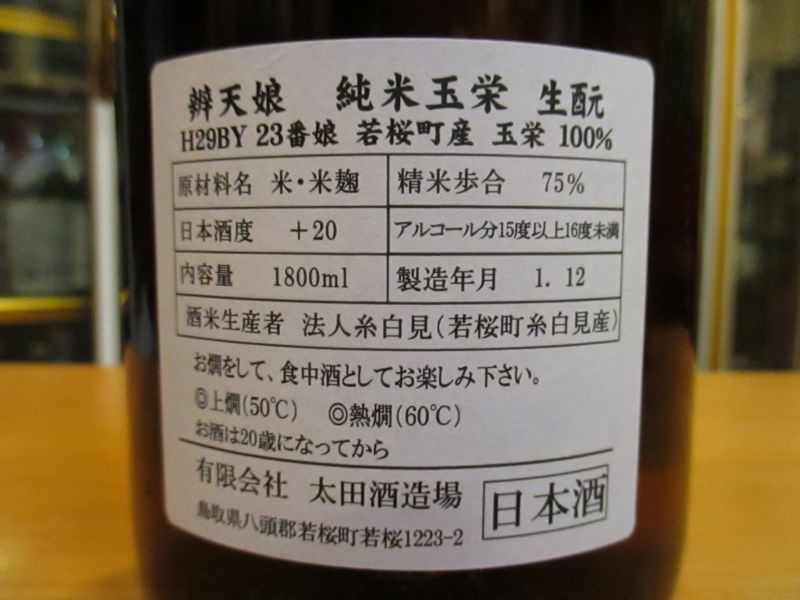 辨天娘 純米玉栄 生酛
H29BY 23番娘 若桜町産 玉栄 100%
原材料名 米・米麹 精米歩合 75%
日本酒度 +20 アルコール分15度以上16度未満
内容量 1800ml 製造年月 1. 12
酒米生産者 法人糸白見(若桜町糸白見産)
お燗をして、食中酒としてお楽しみ下さい。
◎上燗(50℃) ◎熱燗(60℃)
お酒は20歳になってから
有限会社 太田酒造場
鳥取県八頭郡若桜町若桜1223-2
日本酒